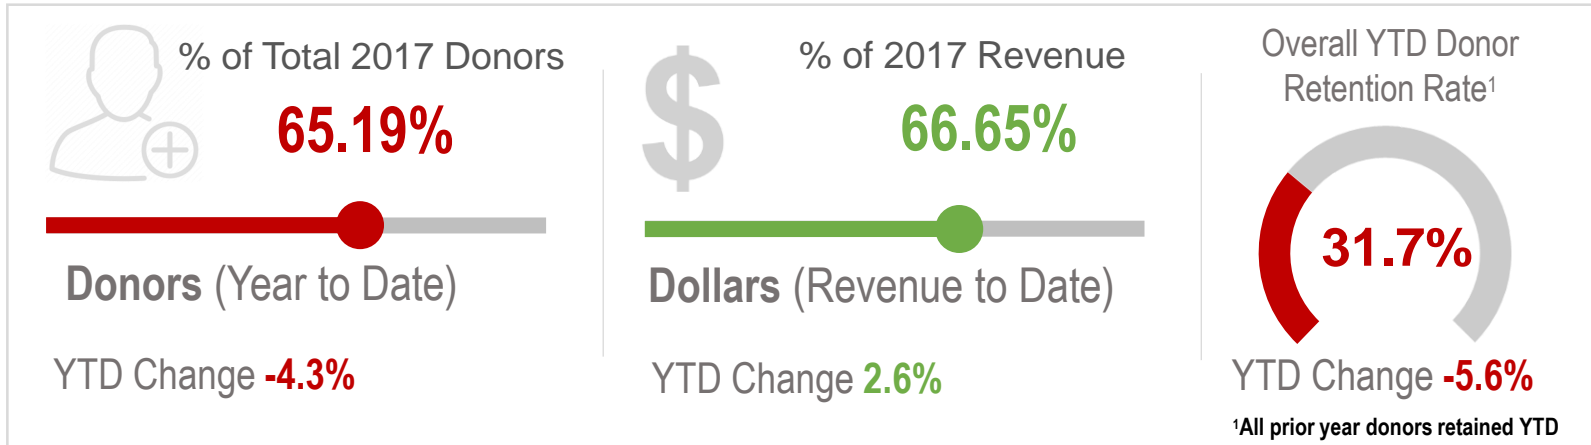 % of Total 2017 Donors
65.19%
Donors (Year to Date)
YTD Change -4.3%
$
% of 2017 Revenue
66.65%
Dollars (Revenue to Date)
YTD Change 2.6%
Overall YTD Donor
Retention Rate¹
31.7%
YTD Change -5.6%
¹All prior year donors retained YTD